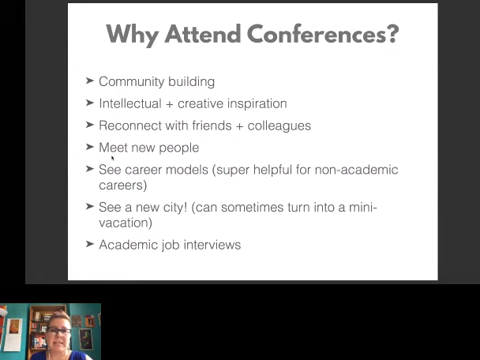 Why Attend Conferences?
➤ Community building
➤ Intellectual + creative inspiration
➤ Reconnect with friends + colleagues
➤ Meet new people
➤ See career models (super helpful for non-academic
careers)
➤ See a new city! (can sometimes turn into a mini-
vacation)
➤ Academic job interviews